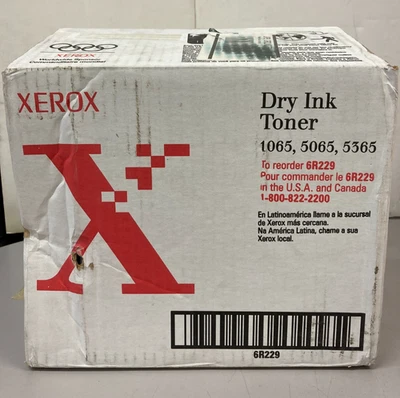 Worldwide Sponsor
XEROX
Dry Ink
Toner
1065, 5065, 5365
To reorder 6R229
Pour commander le 6R229
in the U.S.A. and Canada
1-800-822-2200
En Latinoamérica llame a la sucursal
de Xerox más cercana.
Na América Latina, chame a sua
Xerox local.
6R229